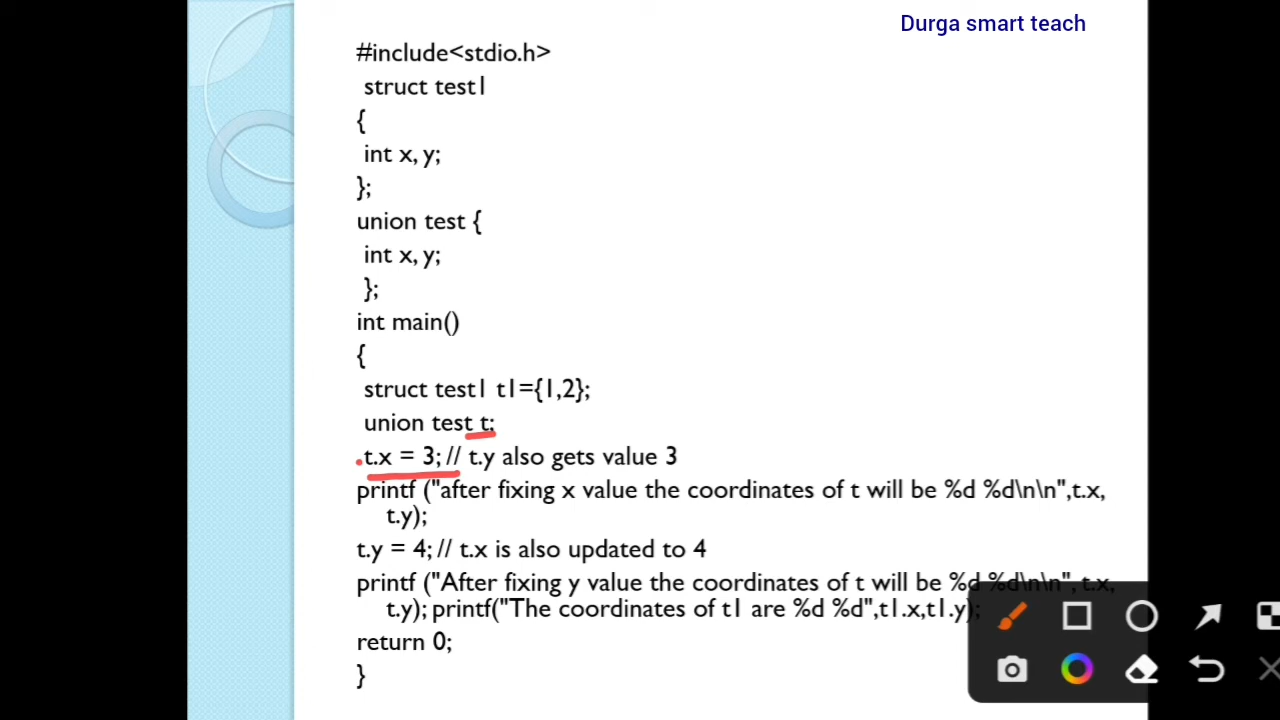 Durga smart teach
#include<stdio.h>
struct test1
{
int x, y;
};
union test {
int x, y;
};
int main()
{
struct test1 t1={1,2};
union test t;
t.x = 3; // t.y also gets value 3
printf ("after fixing x value the coordinates of t will be %d %d\n\n",t.x,
t.y);
t.y = 4; // t.x is also updated to 4
printf ("After fixing y value the coordinates of t will be %d %d\n\n", t.x,
t.y); printf("The coordinates of t1 are %d %d",t1.x,t1.y);
return 0;
}